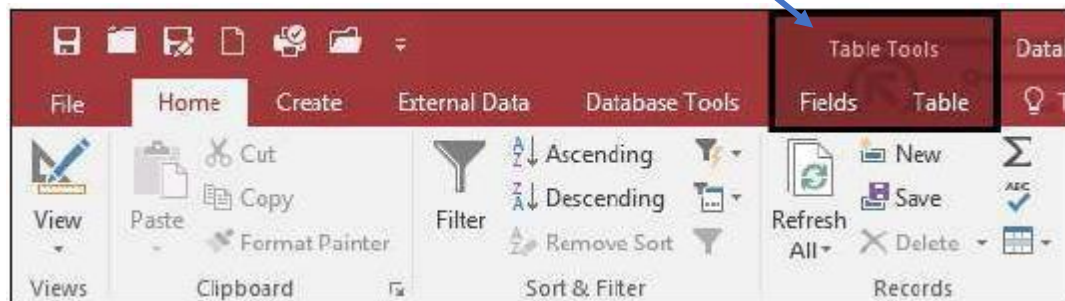 Table Tools Data
File Home Create External Data Database Tools Fields Table
Cut Ascending New
Copy Descending Save
View Paste Format Painter Filter Remove Sort Refresh All Delete
Views Clipboard Sort & Filter Records